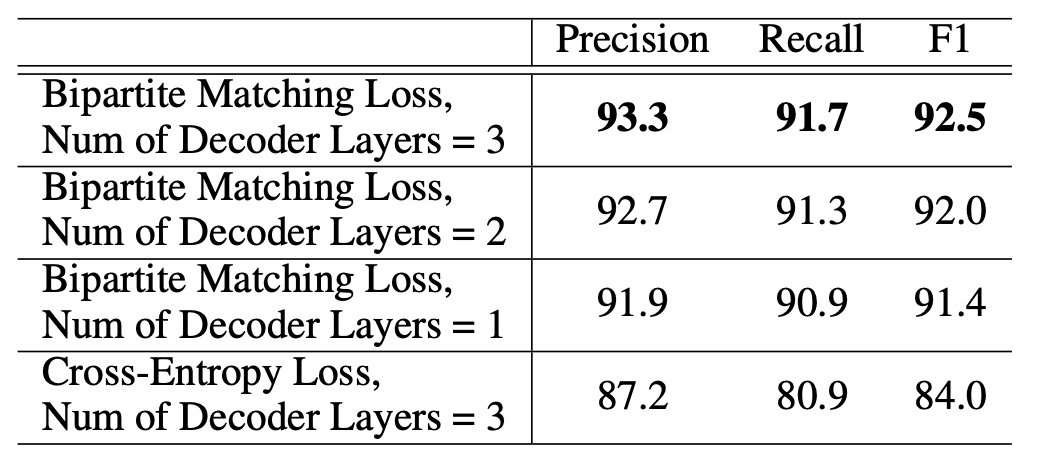 Precision Recall F1
Bipartite Matching Loss,
Num of Decoder Layers = 3 93.3 91.7 92.5
Bipartite Matching Loss,
Num of Decoder Layers = 2 92.7 91.3 92.0
Bipartite Matching Loss,
Num of Decoder Layers = 1 91.9 90.9 91.4
Cross-Entropy Loss,
Num of Decoder Layers = 3 87.2 80.9 84.0